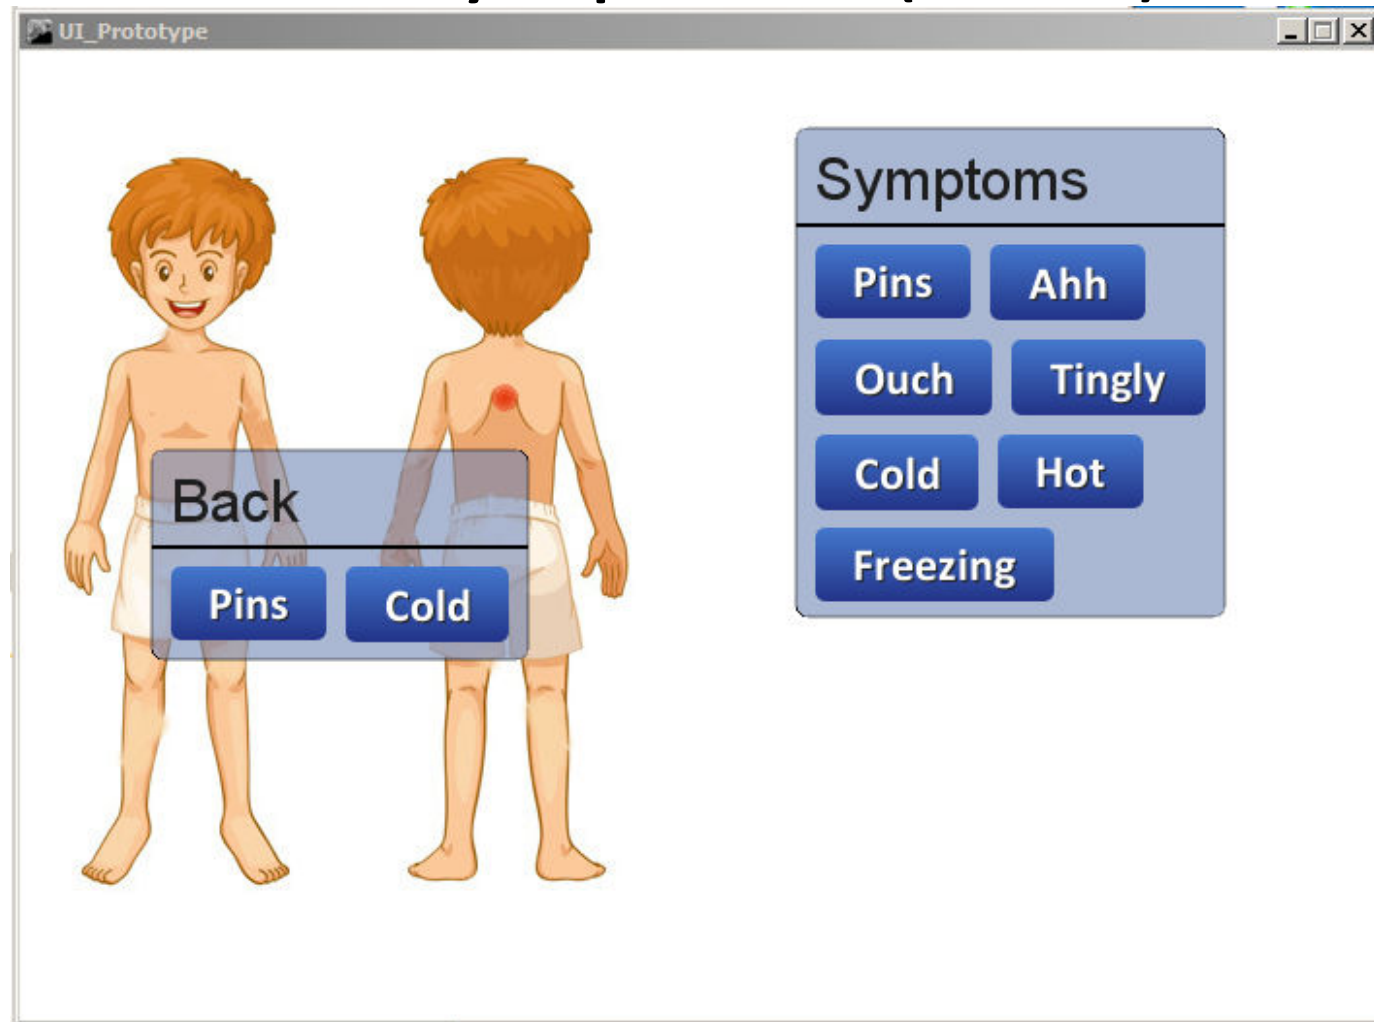 UI_Prototype
Symptoms
Pins Ahh
Ouch Tingly
Cold Hot
Freezing
Back
Pins Cold